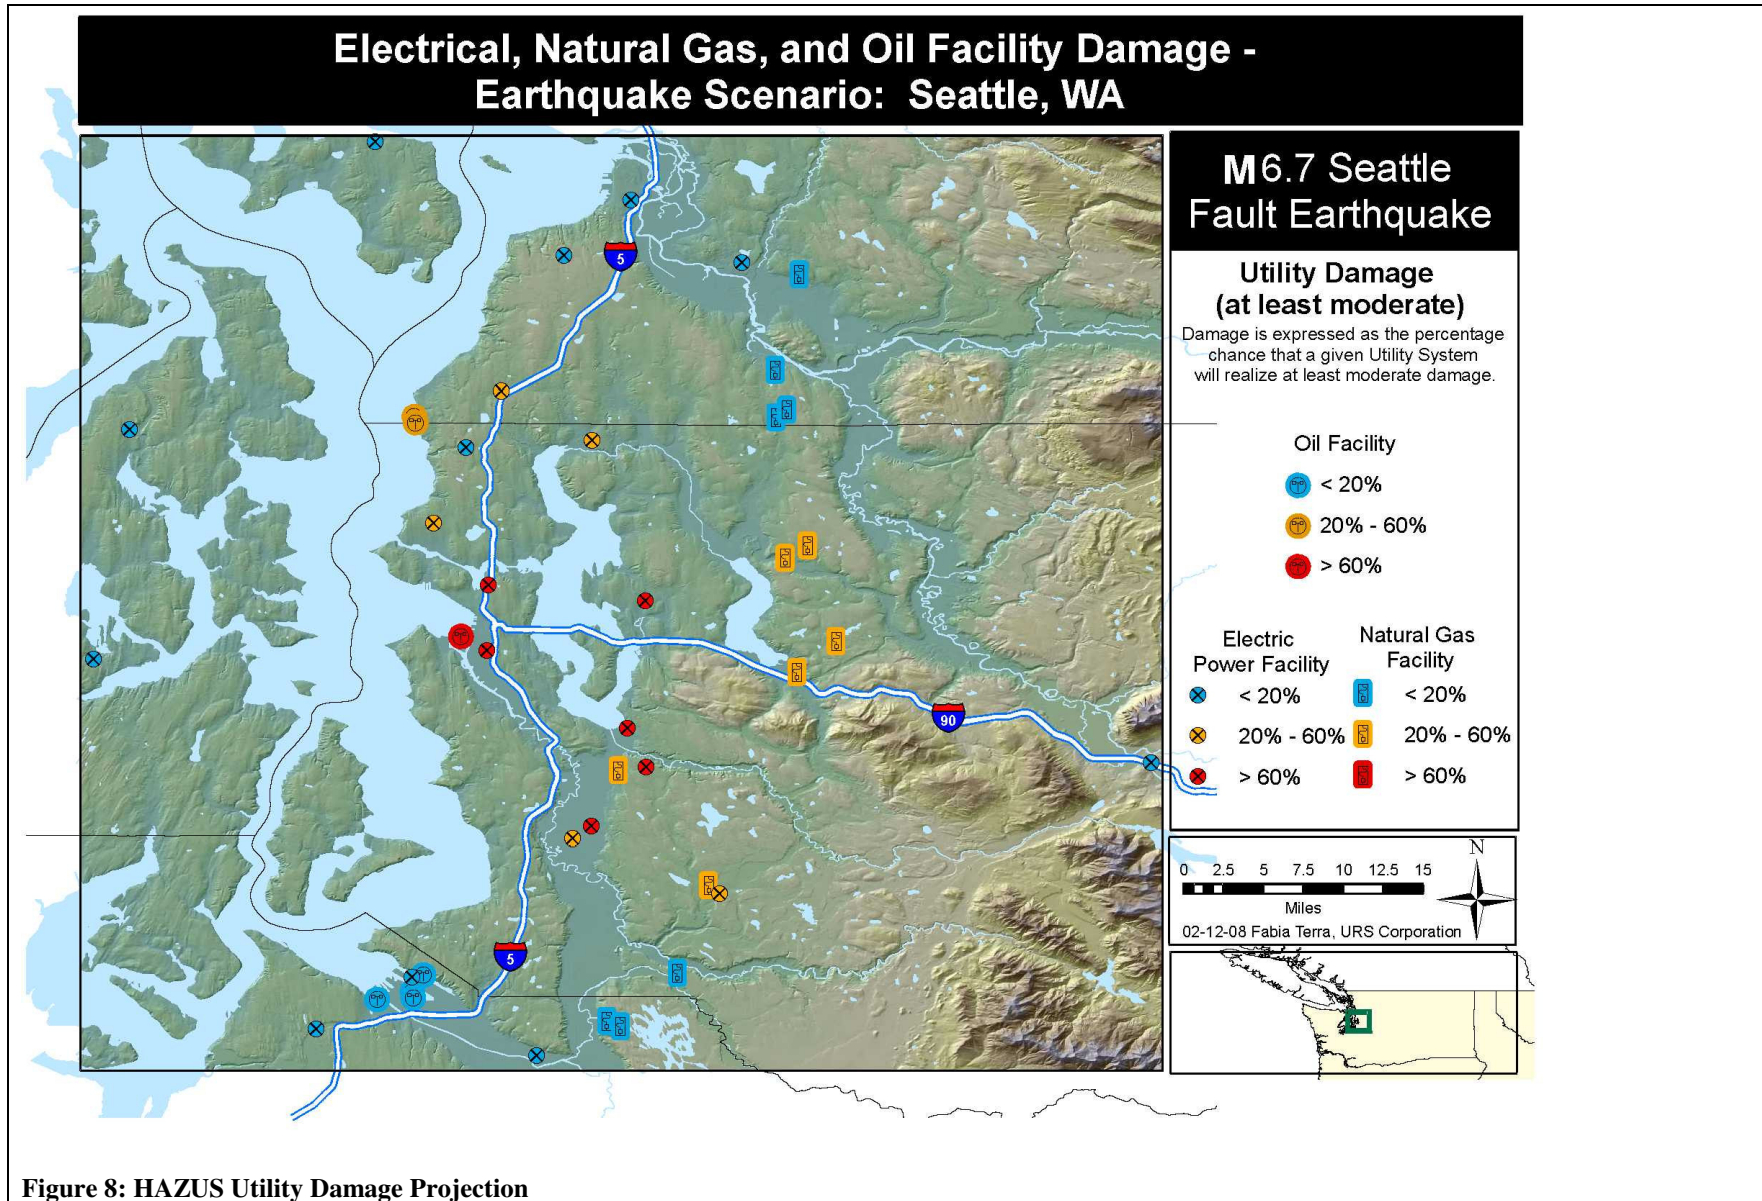 Electrical, Natural Gas, and Oil Facility Damage -
Earthquake Scenario: Seattle, WA
M 6.7 Seattle
Fault Earthquake
Utility Damage
(at least moderate)
Damage is expressed as the percentage
chance that a given Utility System
will realize at least moderate damage.
Oil Facility
< 20%
20% - 60%
> 60%
Electric
Power Facility
< 20%
20% - 60%
> 60%
Natural Gas
Facility
< 20%
20% - 60%
> 60%
5
90
5
N
0 2.5 5 7.5 10 12.5 15
Miles
02-12-08 Fabia Terra, URS Corporation
Figure 8: HAZUS Utility Damage Projection